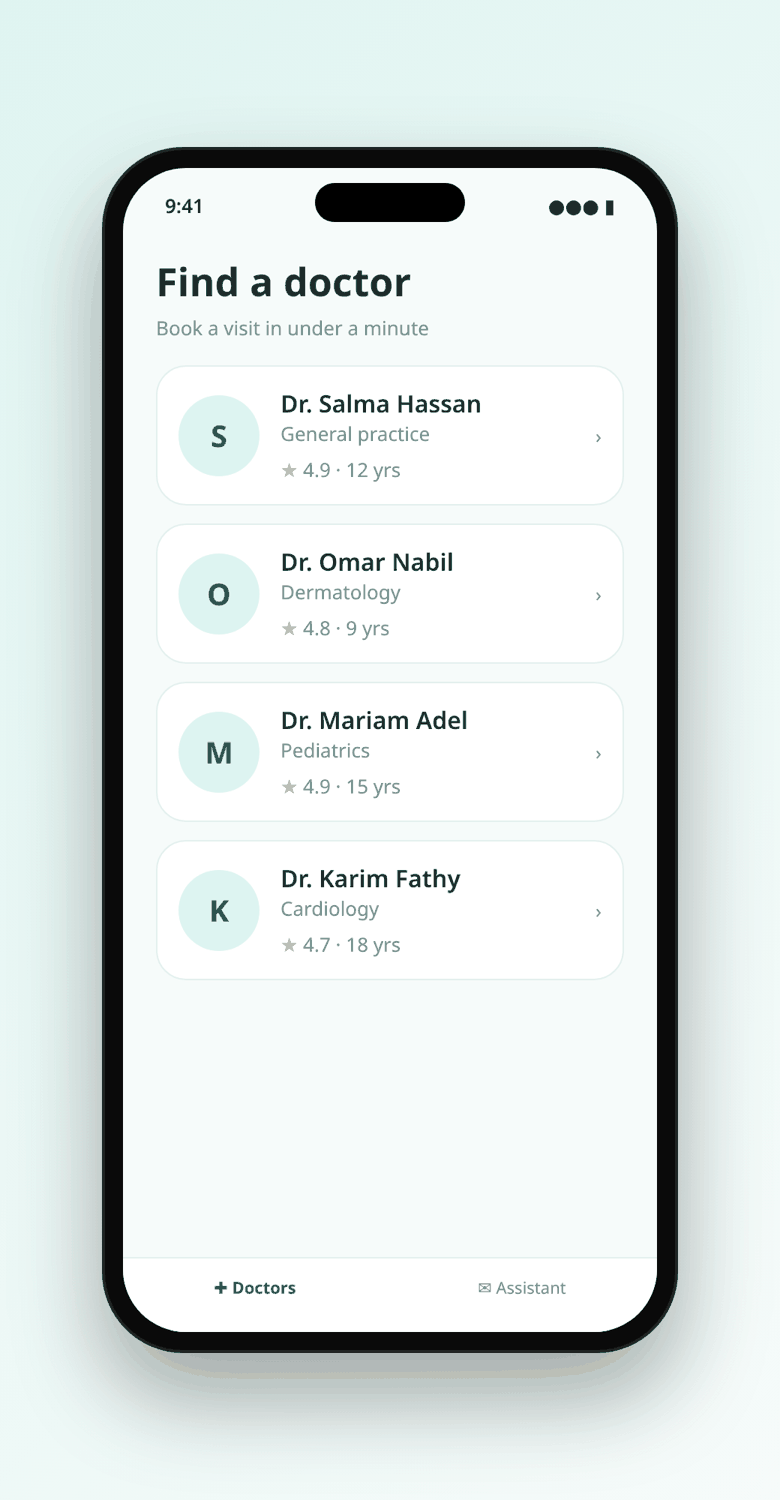 9:41
Find a doctor
Book a visit in under a minute
S
Dr. Salma Hassan
General practice
★ 4.9 · 12 yrs
›
O
Dr. Omar Nabil
Dermatology
★ 4.8 · 9 yrs
›
M
Dr. Mariam Adel
Pediatrics
★ 4.9 · 15 yrs
›
K
Dr. Karim Fathy
Cardiology
★ 4.7 · 18 yrs
›
✚ Doctors
✉ Assistant